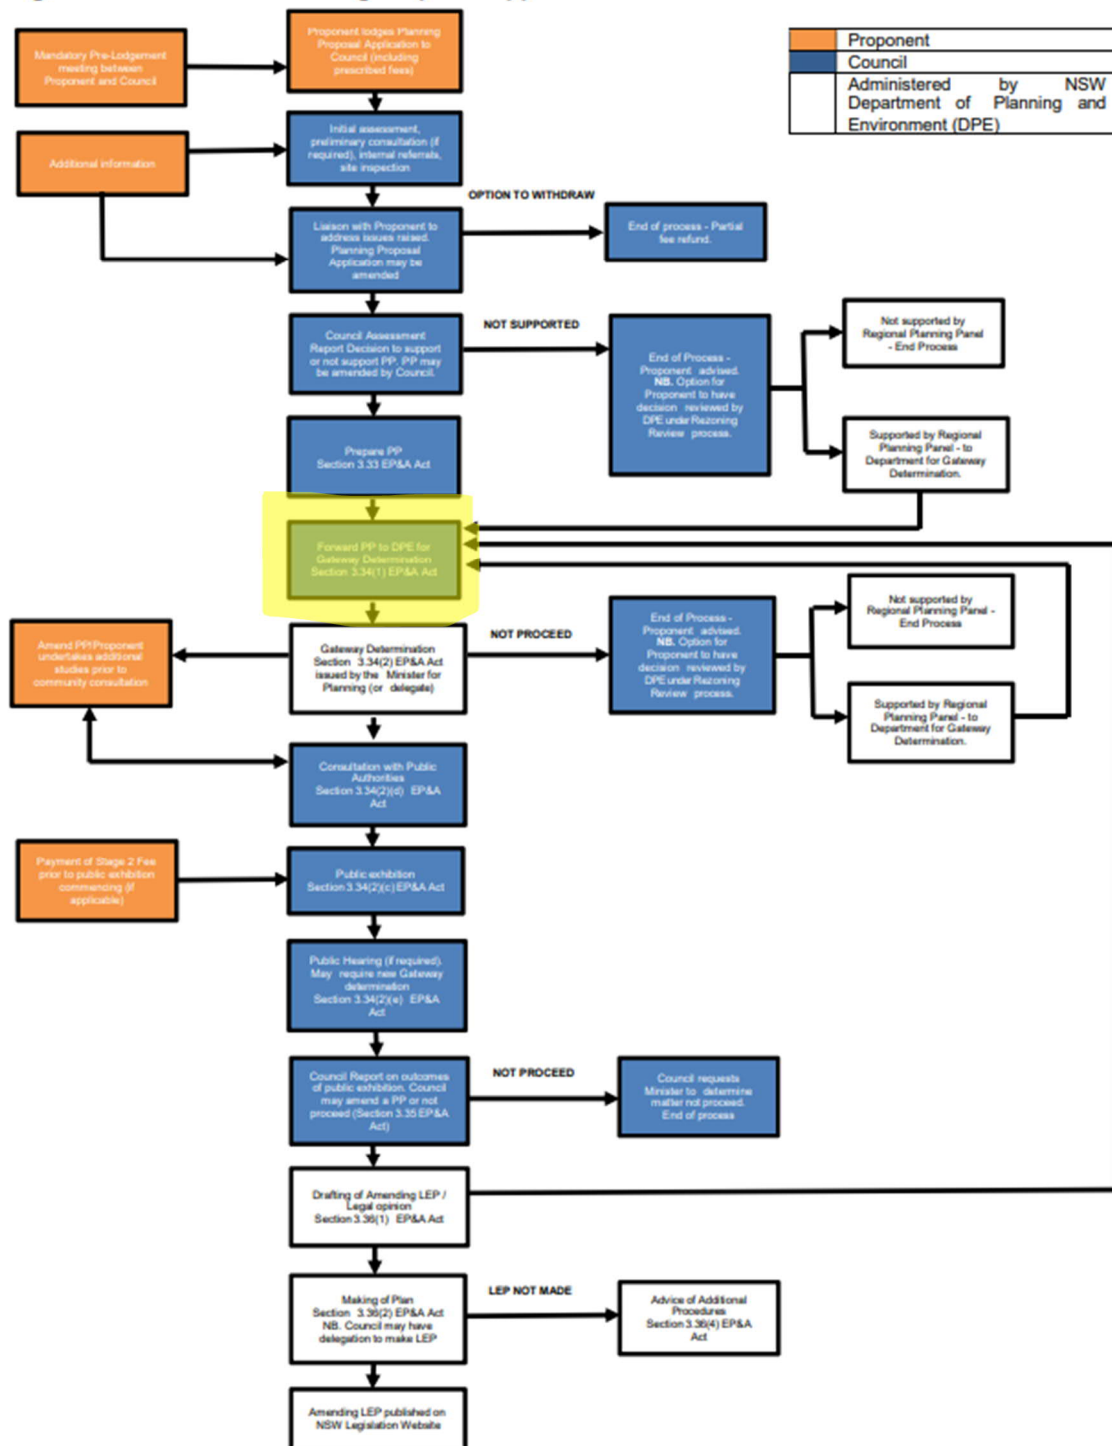 Proponent
Council
Administered by NSW
Department of Planning and
Environment (DPE)
Mandatory Pre-Lodgement
meeting between
Proponent and Council
Proponent lodges Planning
Proposal Application to
Council (including
prescribed fees)
Additional information
Initial assessment,
preliminary consultation (if
required), internal referrals,
site inspection
OPTION TO WITHDRAW
Liaison with Proponent to
address issues raised.
Planning Proposal
Application may be
amended
End of process - Partial
fee refund.
NOT SUPPORTED
Council Assessment
Report Decision to support
or not support PP. PP may
be amended by Council.
End of Process -
Proponent advised.
NB. Option for
Proponent to have
decision reviewed by
DPE under Rezoning
Review process.
Not supported by
Regional Planning Panel
- End Process
Supported by Regional
Planning Panel - to
Department for Gateway
Determination.
Prepare PP
Section 3.33 EP&A Act
Forward PP to DPE for
Gateway Determination
Section 3.34(1) EP&A Act
NOT PROCEED
Amend PP/Proponent
undertakes additional
studies prior to
community consultation
Gateway Determination
Section 3.34(2) EP&A Act
issued by the Minister for
Planning (or delegate)
End of Process -
Proponent advised.
NB. Option for
Proponent to have
decision reviewed by
DPE under Rezoning
Review process.
Not supported by
Regional Planning Panel -
End Process
Supported by Regional
Planning Panel - to
Department for Gateway
Determination.
Consultation with Public
Authorities
Section 3.34(2)(d) EP&A
Act
Payment of Stage 2 Fee
prior to public exhibition
commencing (if
applicable)
Public exhibition
Section 3.34(2)(c) EP&A Act
Public Hearing (if required).
May require new Gateway
determination
Section 3.34(2)(e) EP&A
Act
NOT PROCEED
Council Report on outcomes
of public exhibition. Council
may amend a PP or not
proceed (Section 3.35 EP&A
Act)
Council requests
Minister to determine
matter not proceed.
End of process
Drafting of Amending LEP /
Legal opinion
Section 3.36(1) EP&A Act
LEP NOT MADE
Making of Plan
Section 3.36(2) EP&A Act
NB. Council may have
delegation to make LEP
Advice of Additional
Procedures
Section 3.36(4) EP&A
Act
Amending LEP published on
NSW Legislation Website